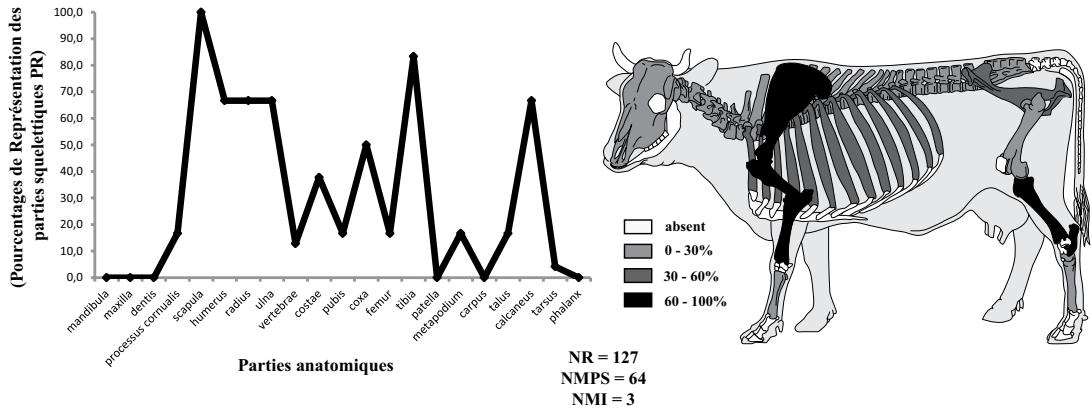 (Pourcentages de Représentation des
parties squelettiques PR)
100,0
90,0
80,0
70,0
60,0
50,0
40,0
30,0
20,0
10,0
0,0
mandibula
maxilla
dentis
processus cornualis
scapula
humerus
radius
ulna
vertebrae
costae
pubis
coxa
femur
tibia
patella
metapodium
carpus
talus
calcaneus
tarsus
phalanx
Parties anatomiques
absent
0 - 30%
30 - 60%
60 - 100%
NR = 127
NMPS = 64
NMI = 3